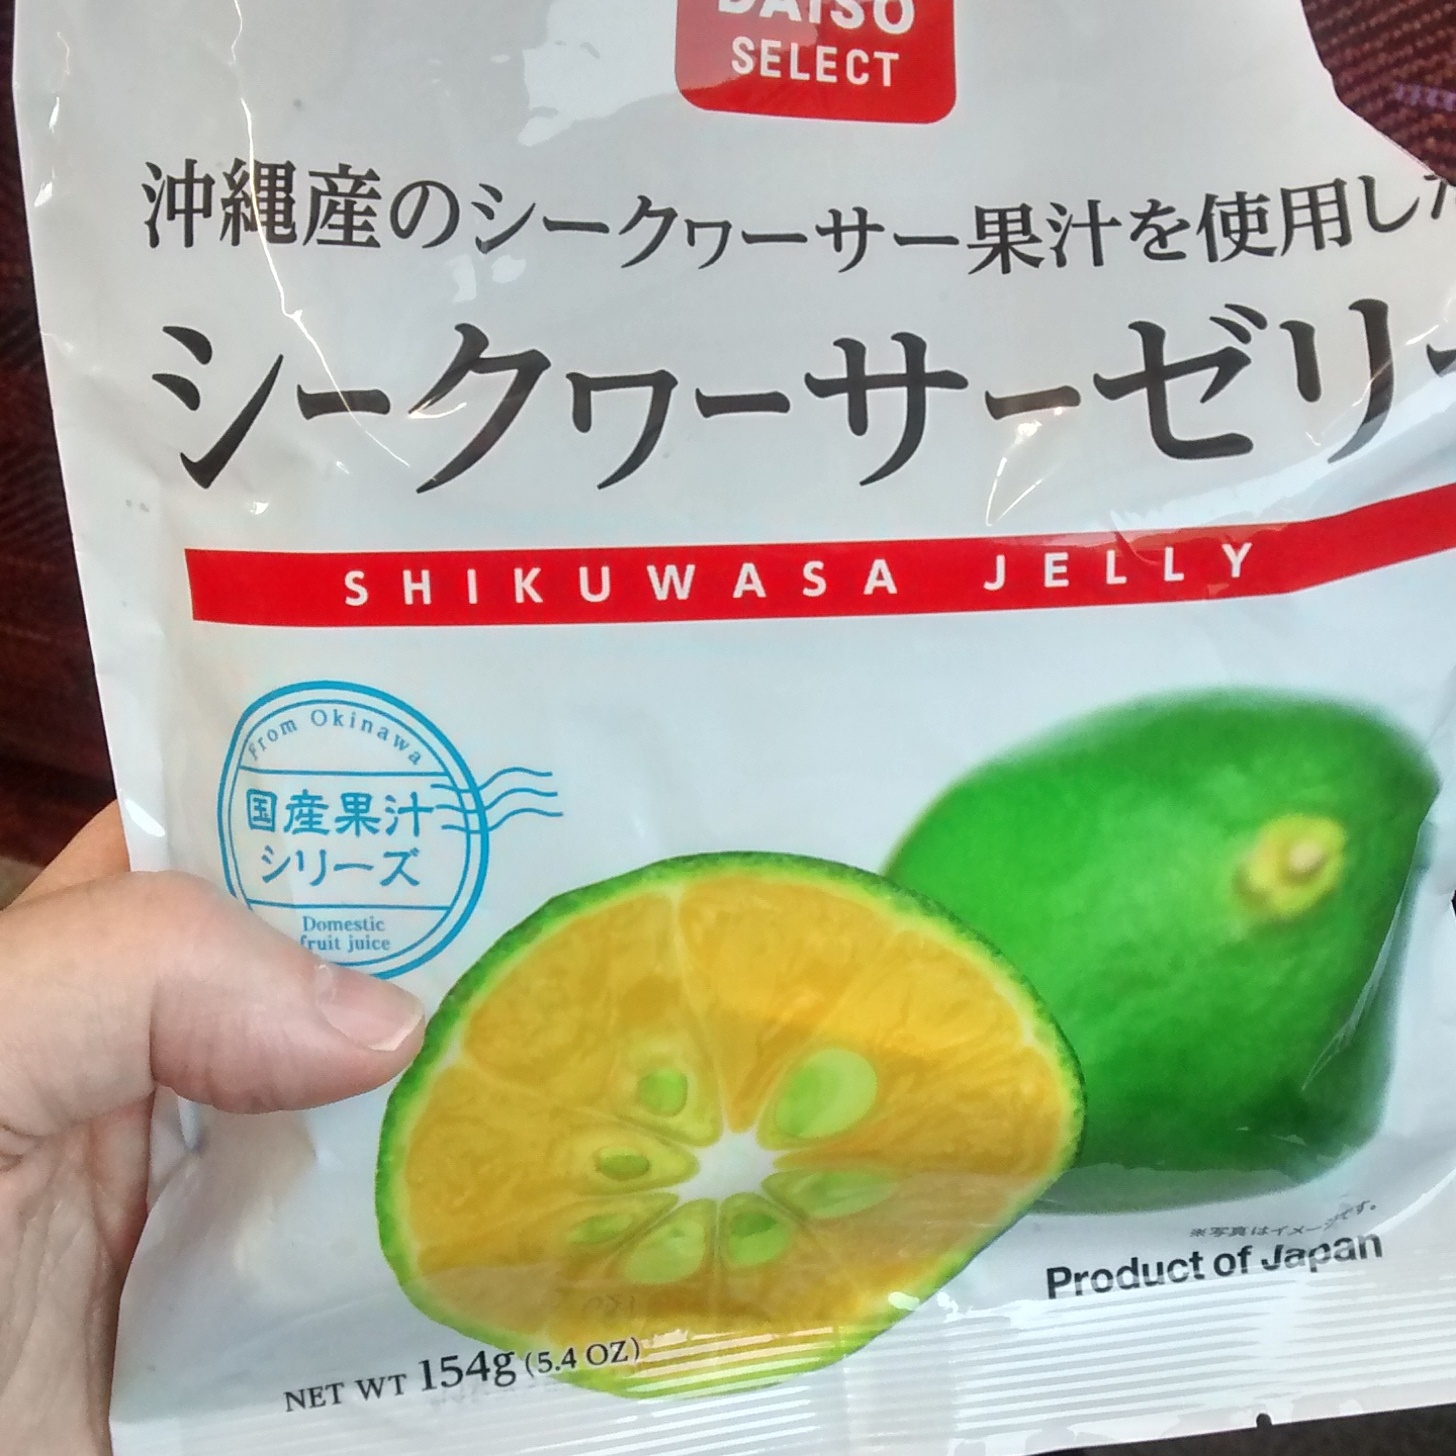 DAISO
SELECT
沖縄産のシークヮーサー果汁を使用した
シークヮーサーゼリー
SHIKUWASA JELLY
From Okinawa
国産果汁
シリーズ
Domestic
fruit juice
※写真はイメージです。
Product of Japan
NET WT 154g (5.4 OZ)